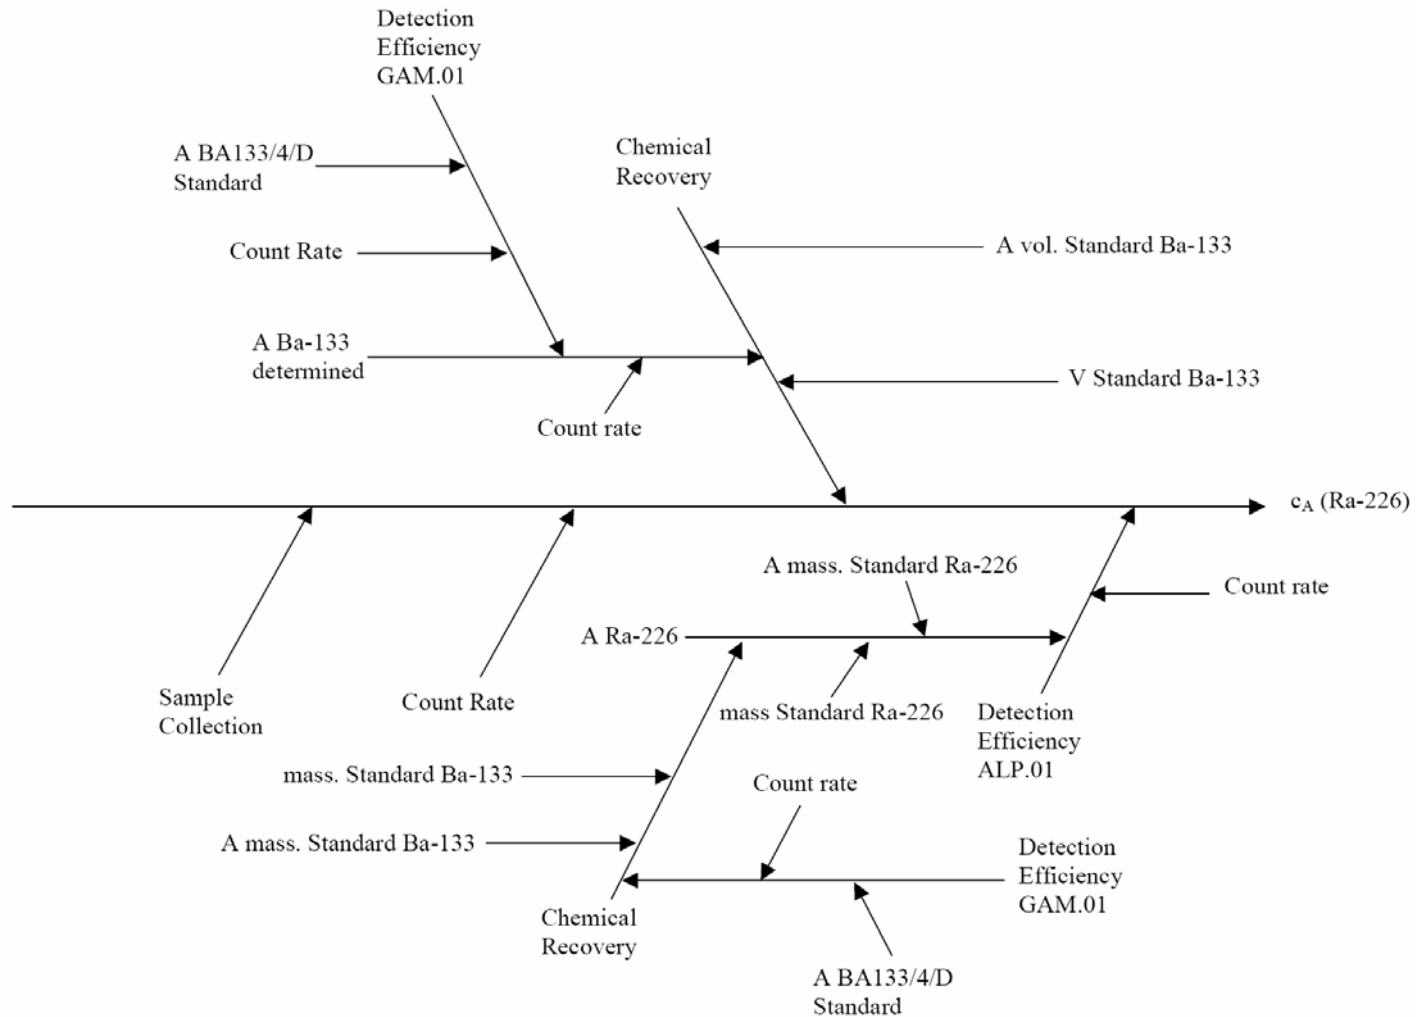 Detection
Efficiency
GAM.01
A BA133/4/D
Standard
Chemical
Recovery
Count Rate
A vol. Standard Ba-133
A Ba-133
determined
V Standard Ba-133
Count rate
cA (Ra-226)
A mass. Standard Ra-226
Count rate
A Ra-226
Sample
Collection
Count Rate
mass Standard Ra-226
Detection
Efficiency
ALP.01
mass. Standard Ba-133
Count rate
A mass. Standard Ba-133
Detection
Efficiency
GAM.01
Chemical
Recovery
A BA133/4/D
Standard